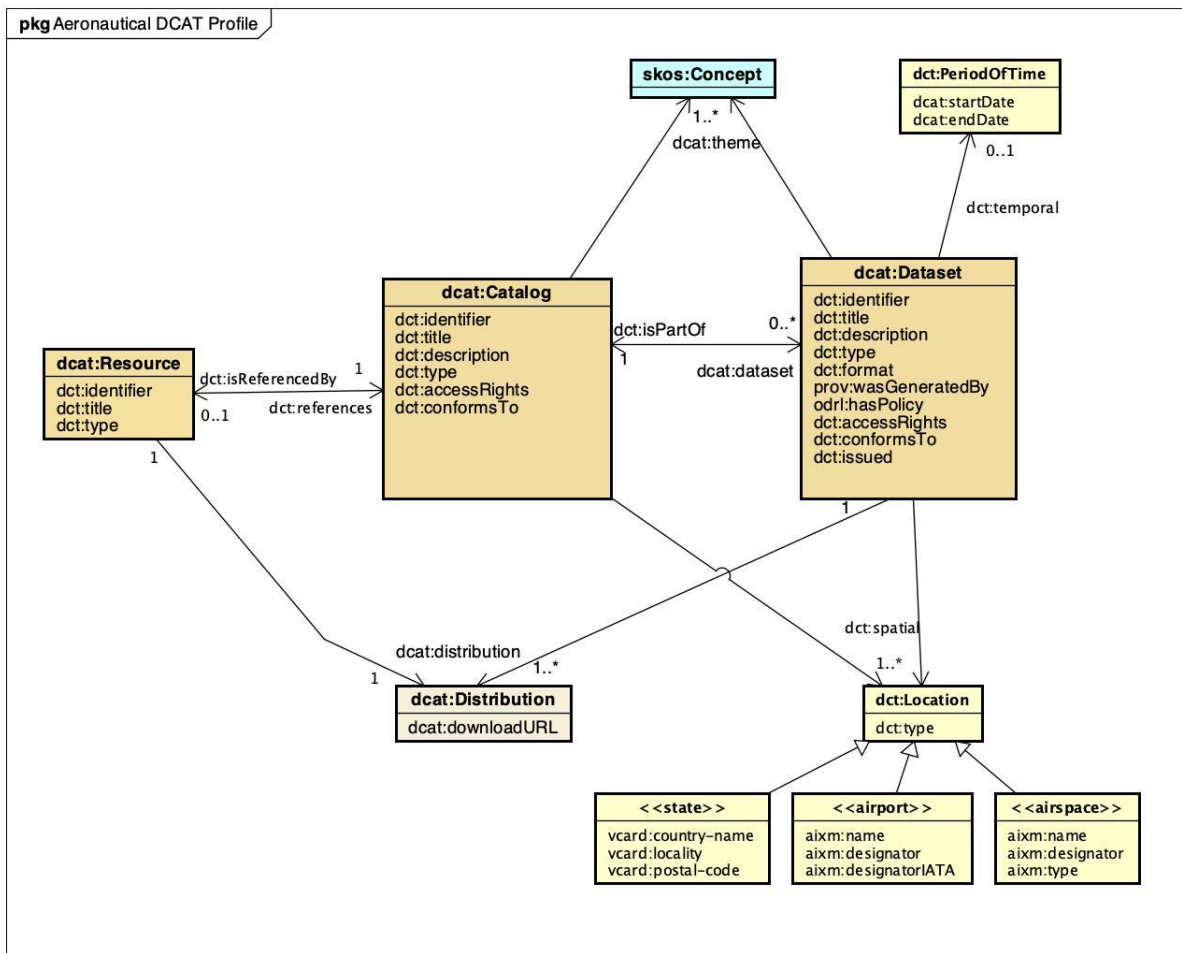 pkg Aeronautical DCAT Profile
skos:Concept
1..*
dcat:theme
dct:PeriodOfTime
dcat:startDate
dcat:endDate
0..1
dct:temporal
dcat:Catalog
dct:identifier
dct:title
dct:description
dct:type
dct:accessRights
dct:conformsTo
dct:isPartOf
1
0..*
dcat:dataset
dcat:Dataset
dct:identifier
dct:title
dct:description
dct:type
dct:format
prov:wasGeneratedBy
odrl:hasPolicy
dct:accessRights
dct:conformsTo
dct:issued
dcat:Resource
dct:identifier
dct:title
dct:type
dct:isReferencedBy
1
0..1
dct:references
1
1
1
dcat:distribution
1..*
dcat:Distribution
dcat:downloadURL
dct:spatial
1..*
dct:Location
dct:type
<<state>>
vcard:country-name
vcard:locality
vcard:postal-code
<<airport>>
aixm:name
aixm:designator
aixm:designatorIATA
<<airspace>>
aixm:name
aixm:designator
aixm:type